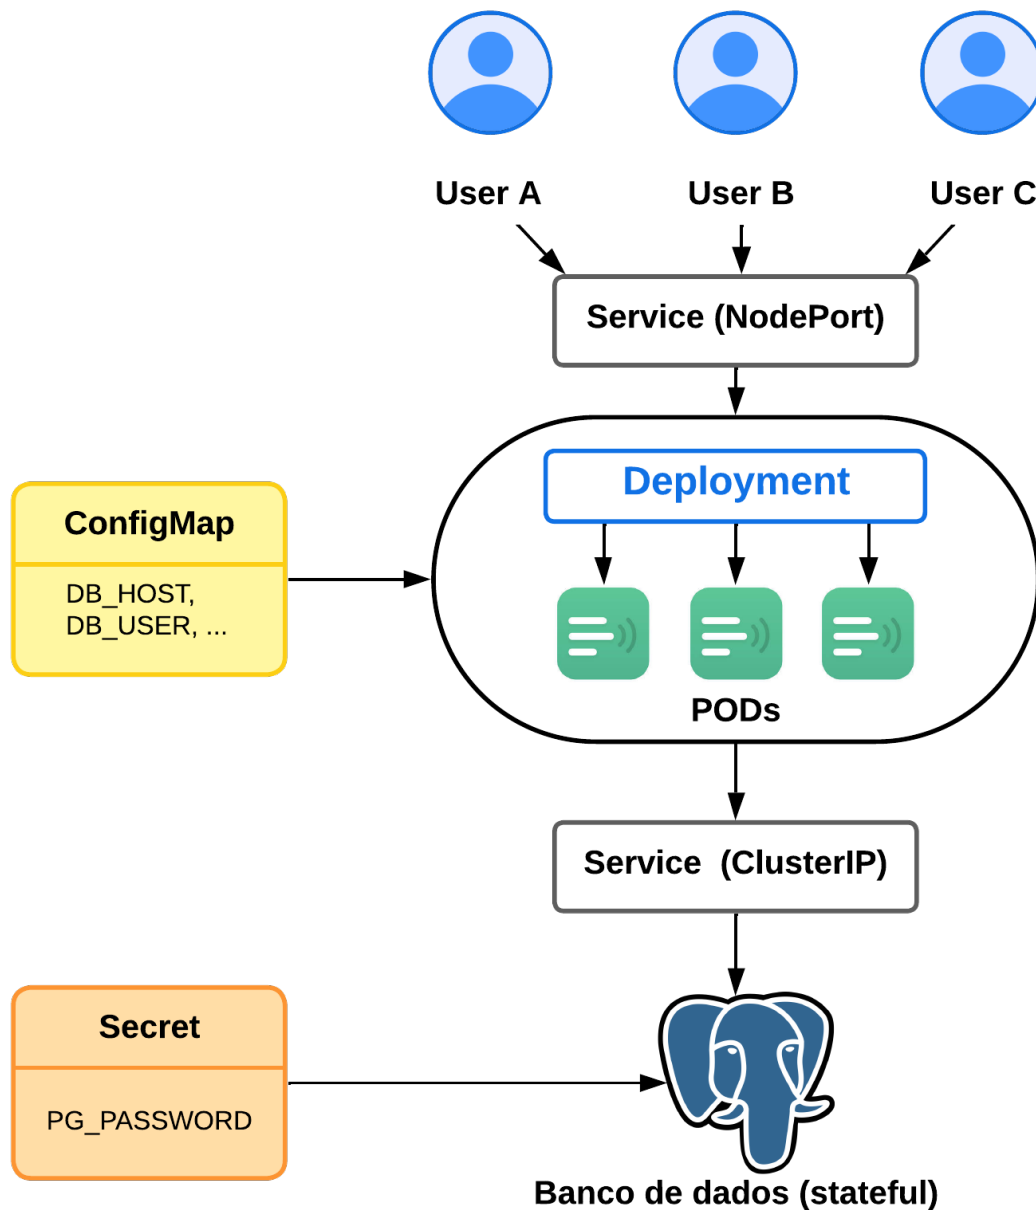 User A
User B
User C
Service (NodePort)
Deployment
ConfigMap
DB_HOST,
DB_USER, ...
PODs
Service (ClusterIP)
Secret
PG_PASSWORD
Banco de dados (stateful)